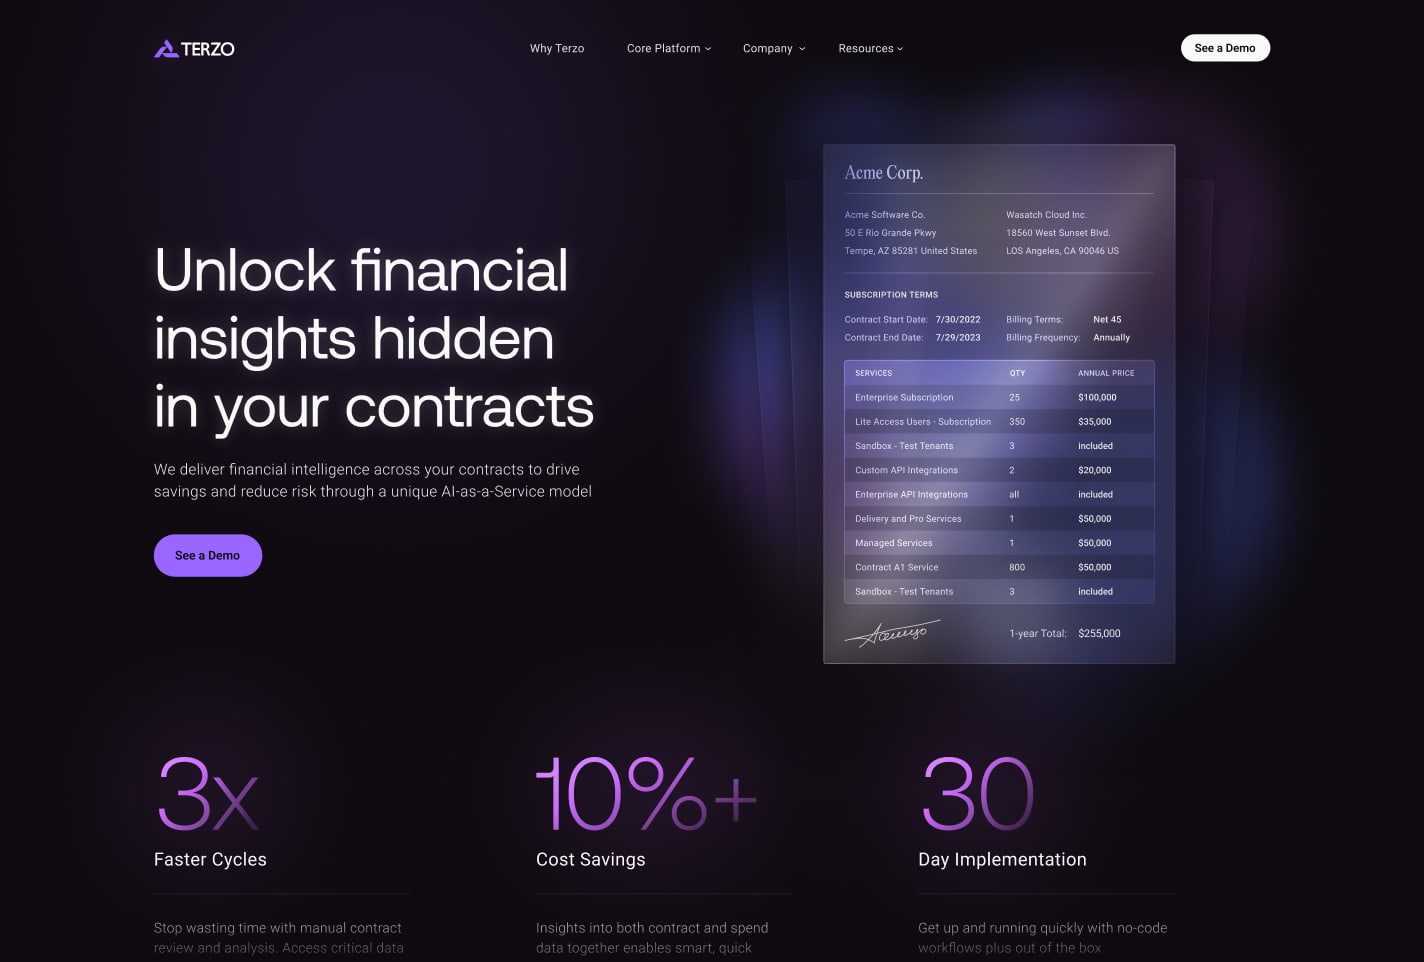 TERZO
Why Terzo
Core Platform
Company
Resources
See a Demo
Unlock financial
insights hidden
in your contracts
We deliver financial intelligence across your contracts to drive
savings and reduce risk through a unique AI-as-a-Service model
See a Demo
Acme Corp.
Acme Software Co.
50 E Rio Grande Pkwy
Tempe, AZ 85281 United States
Wasatch Cloud Inc.
18560 West Sunset Blvd.
LOS Angeles, CA 90046 US
SUBSCRIPTION TERMS
Contract Start Date: 7/30/2022
Contract End Date: 7/29/2023
Billing Terms: Net 45
Billing Frequency: Annually
SERVICES QTY ANNUAL PRICE
Enterprise Subscription 25 $100,000
Lite Access Users - Subscription 350 $35,000
Sandbox - Test Tenants 3 included
Custom API Integrations 2 $20,000
Enterprise API Integrations all included
Delivery and Pro Services 1 $50,000
Managed Services 1 $50,000
Contract A1 Service 800 $50,000
Sandbox - Test Tenants 3 included
1-year Total: $255,000
3x
Faster Cycles
Stop wasting time with manual contract
review and analysis. Access critical data
10%+
Cost Savings
Insights into both contract and spend
data together enables smart, quick
30
Day Implementation
Get up and running quickly with no-code
workflows plus out of the box